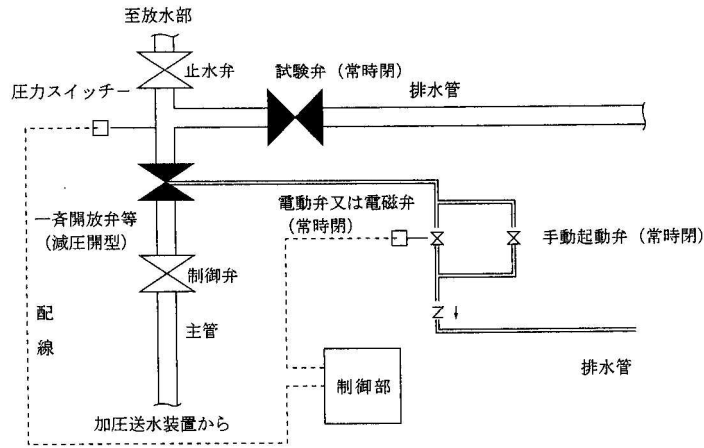 至放水部
止水弁
試験弁（常時閉）
圧力スイッチー
排水管
一斉開放弁等
（減圧開型）
電動弁又は電磁弁
（常時閉）
手動起動弁（常時閉）
制御弁
配線
主管
排水管
制御部
加圧送水装置から